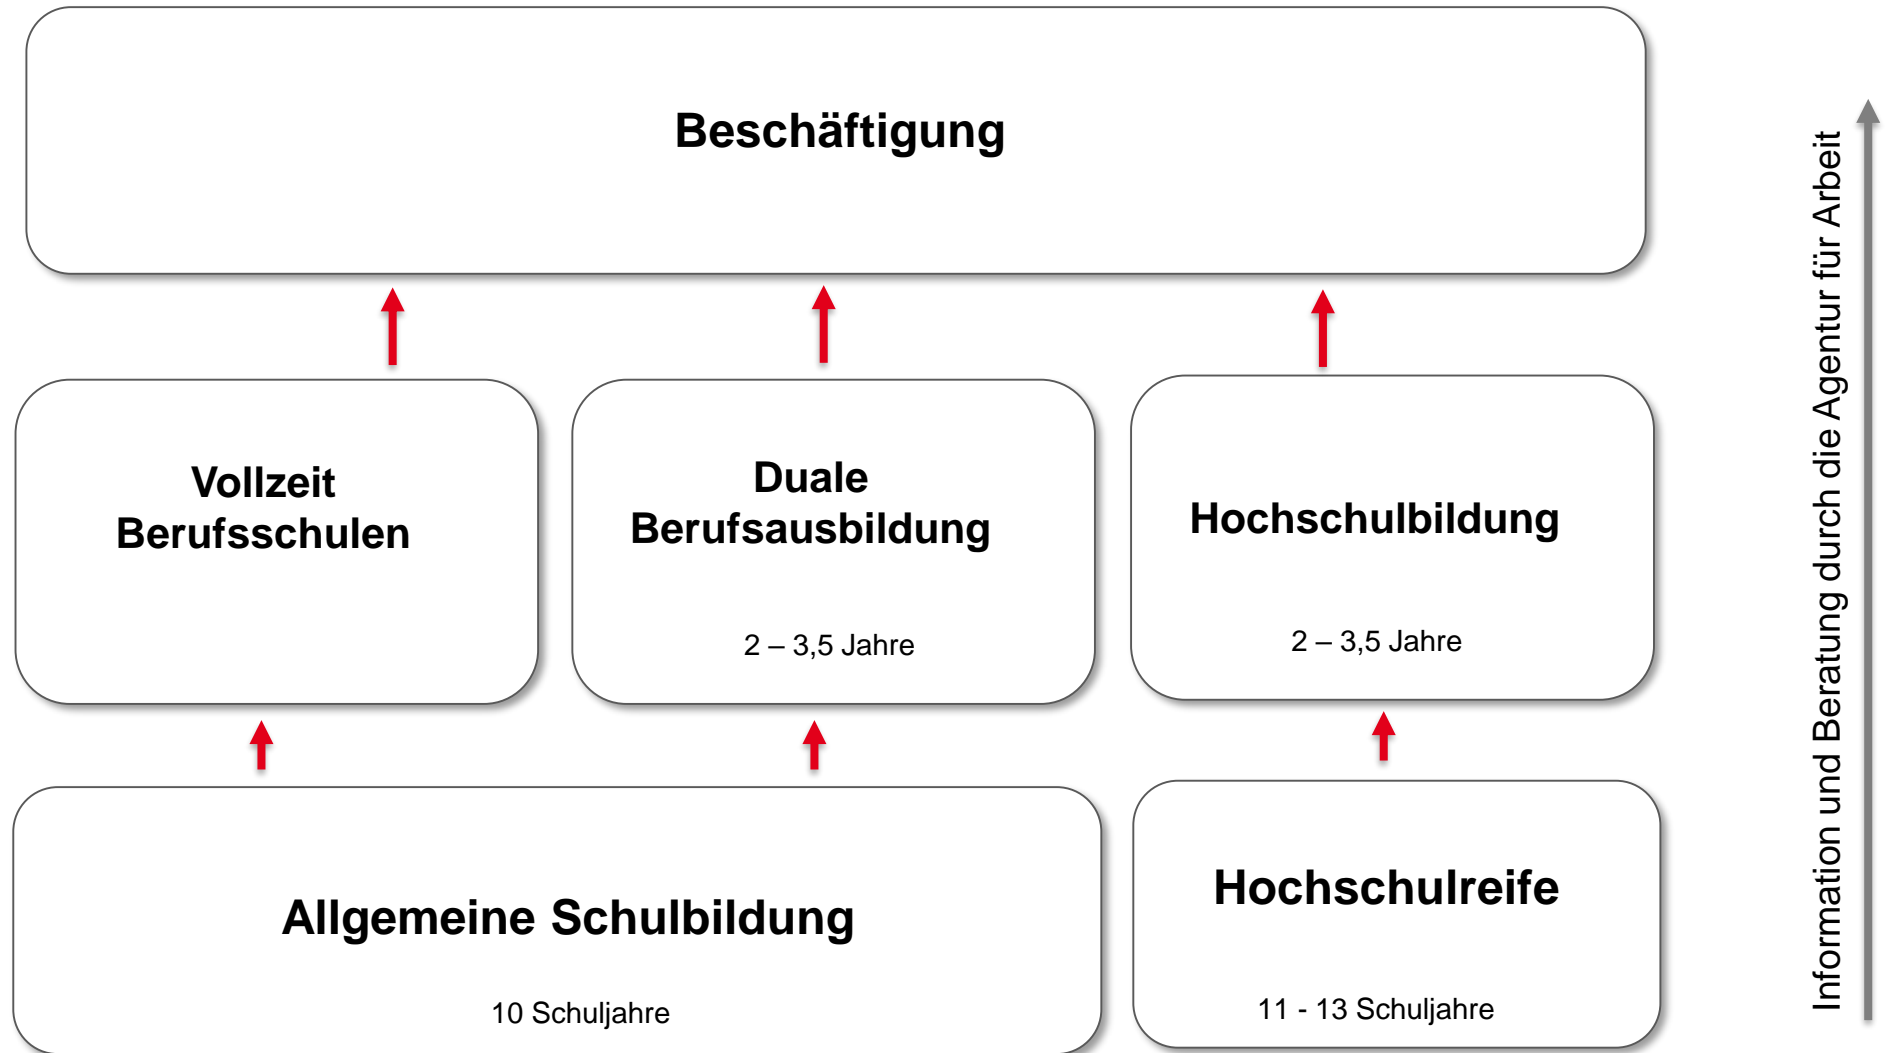 Beschäftigung
Vollzeit
Berufsschulen
Duale
Berufsausbildung
2 – 3,5 Jahre
Hochschulbildung
2 – 3,5 Jahre
Allgemeine Schulbildung
10 Schuljahre
Hochschulreife
11 - 13 Schuljahre
Information und Beratung durch die Agentur für Arbeit